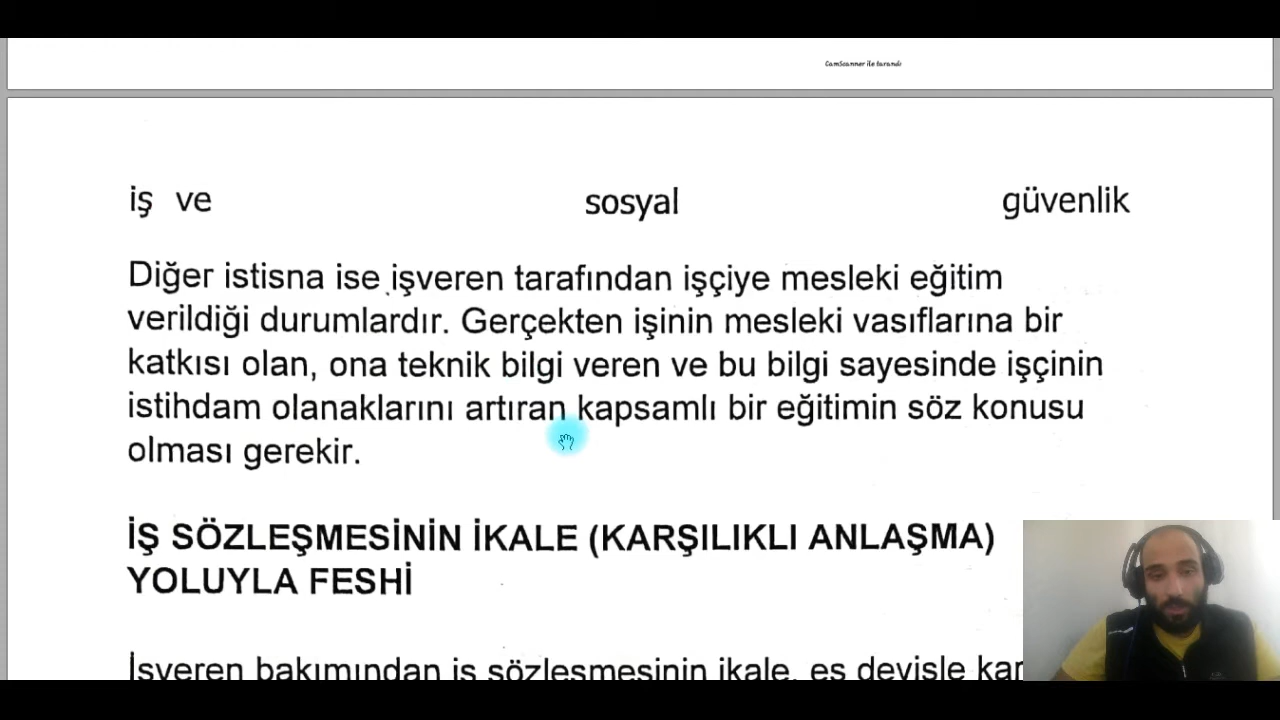 CamScanner ile tarandı
iş ve sosyal güvenlik
Diğer istisna ise işveren tarafından işçiye mesleki eğitim
verildiği durumlardır. Gerçekten işinin mesleki vasıflarına bir
katkısı olan, ona teknik bilgi veren ve bu bilgi sayesinde işçinin
istihdam olanaklarını artıran kapsamlı bir eğitimin söz konusu
olması gerekir.
İŞ SÖZLEŞMESİNİN İKALE (KARŞILIKLI ANLAŞMA)
YOLUYLA FESHİ
İşveren bakımından iş sözleşmesinin ikale, eş deyişle